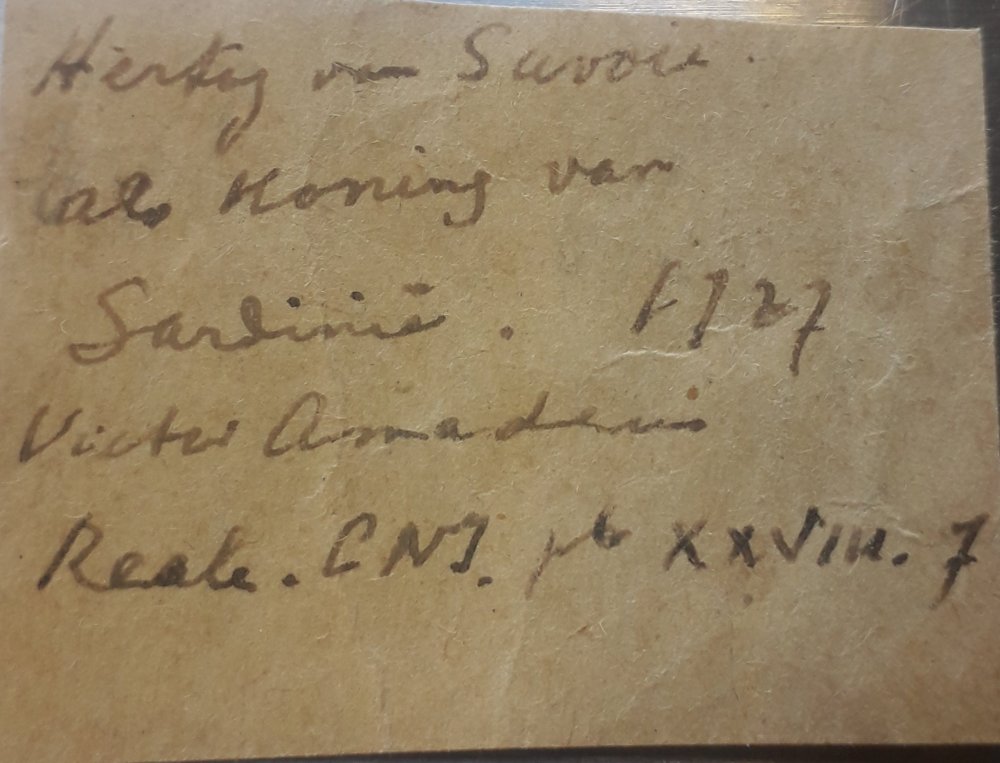 Hertog van Savoie.
als Koning van
Sardinië. 1727
Victor Amadeus
Reale. CNI. pl XXVIII. 7